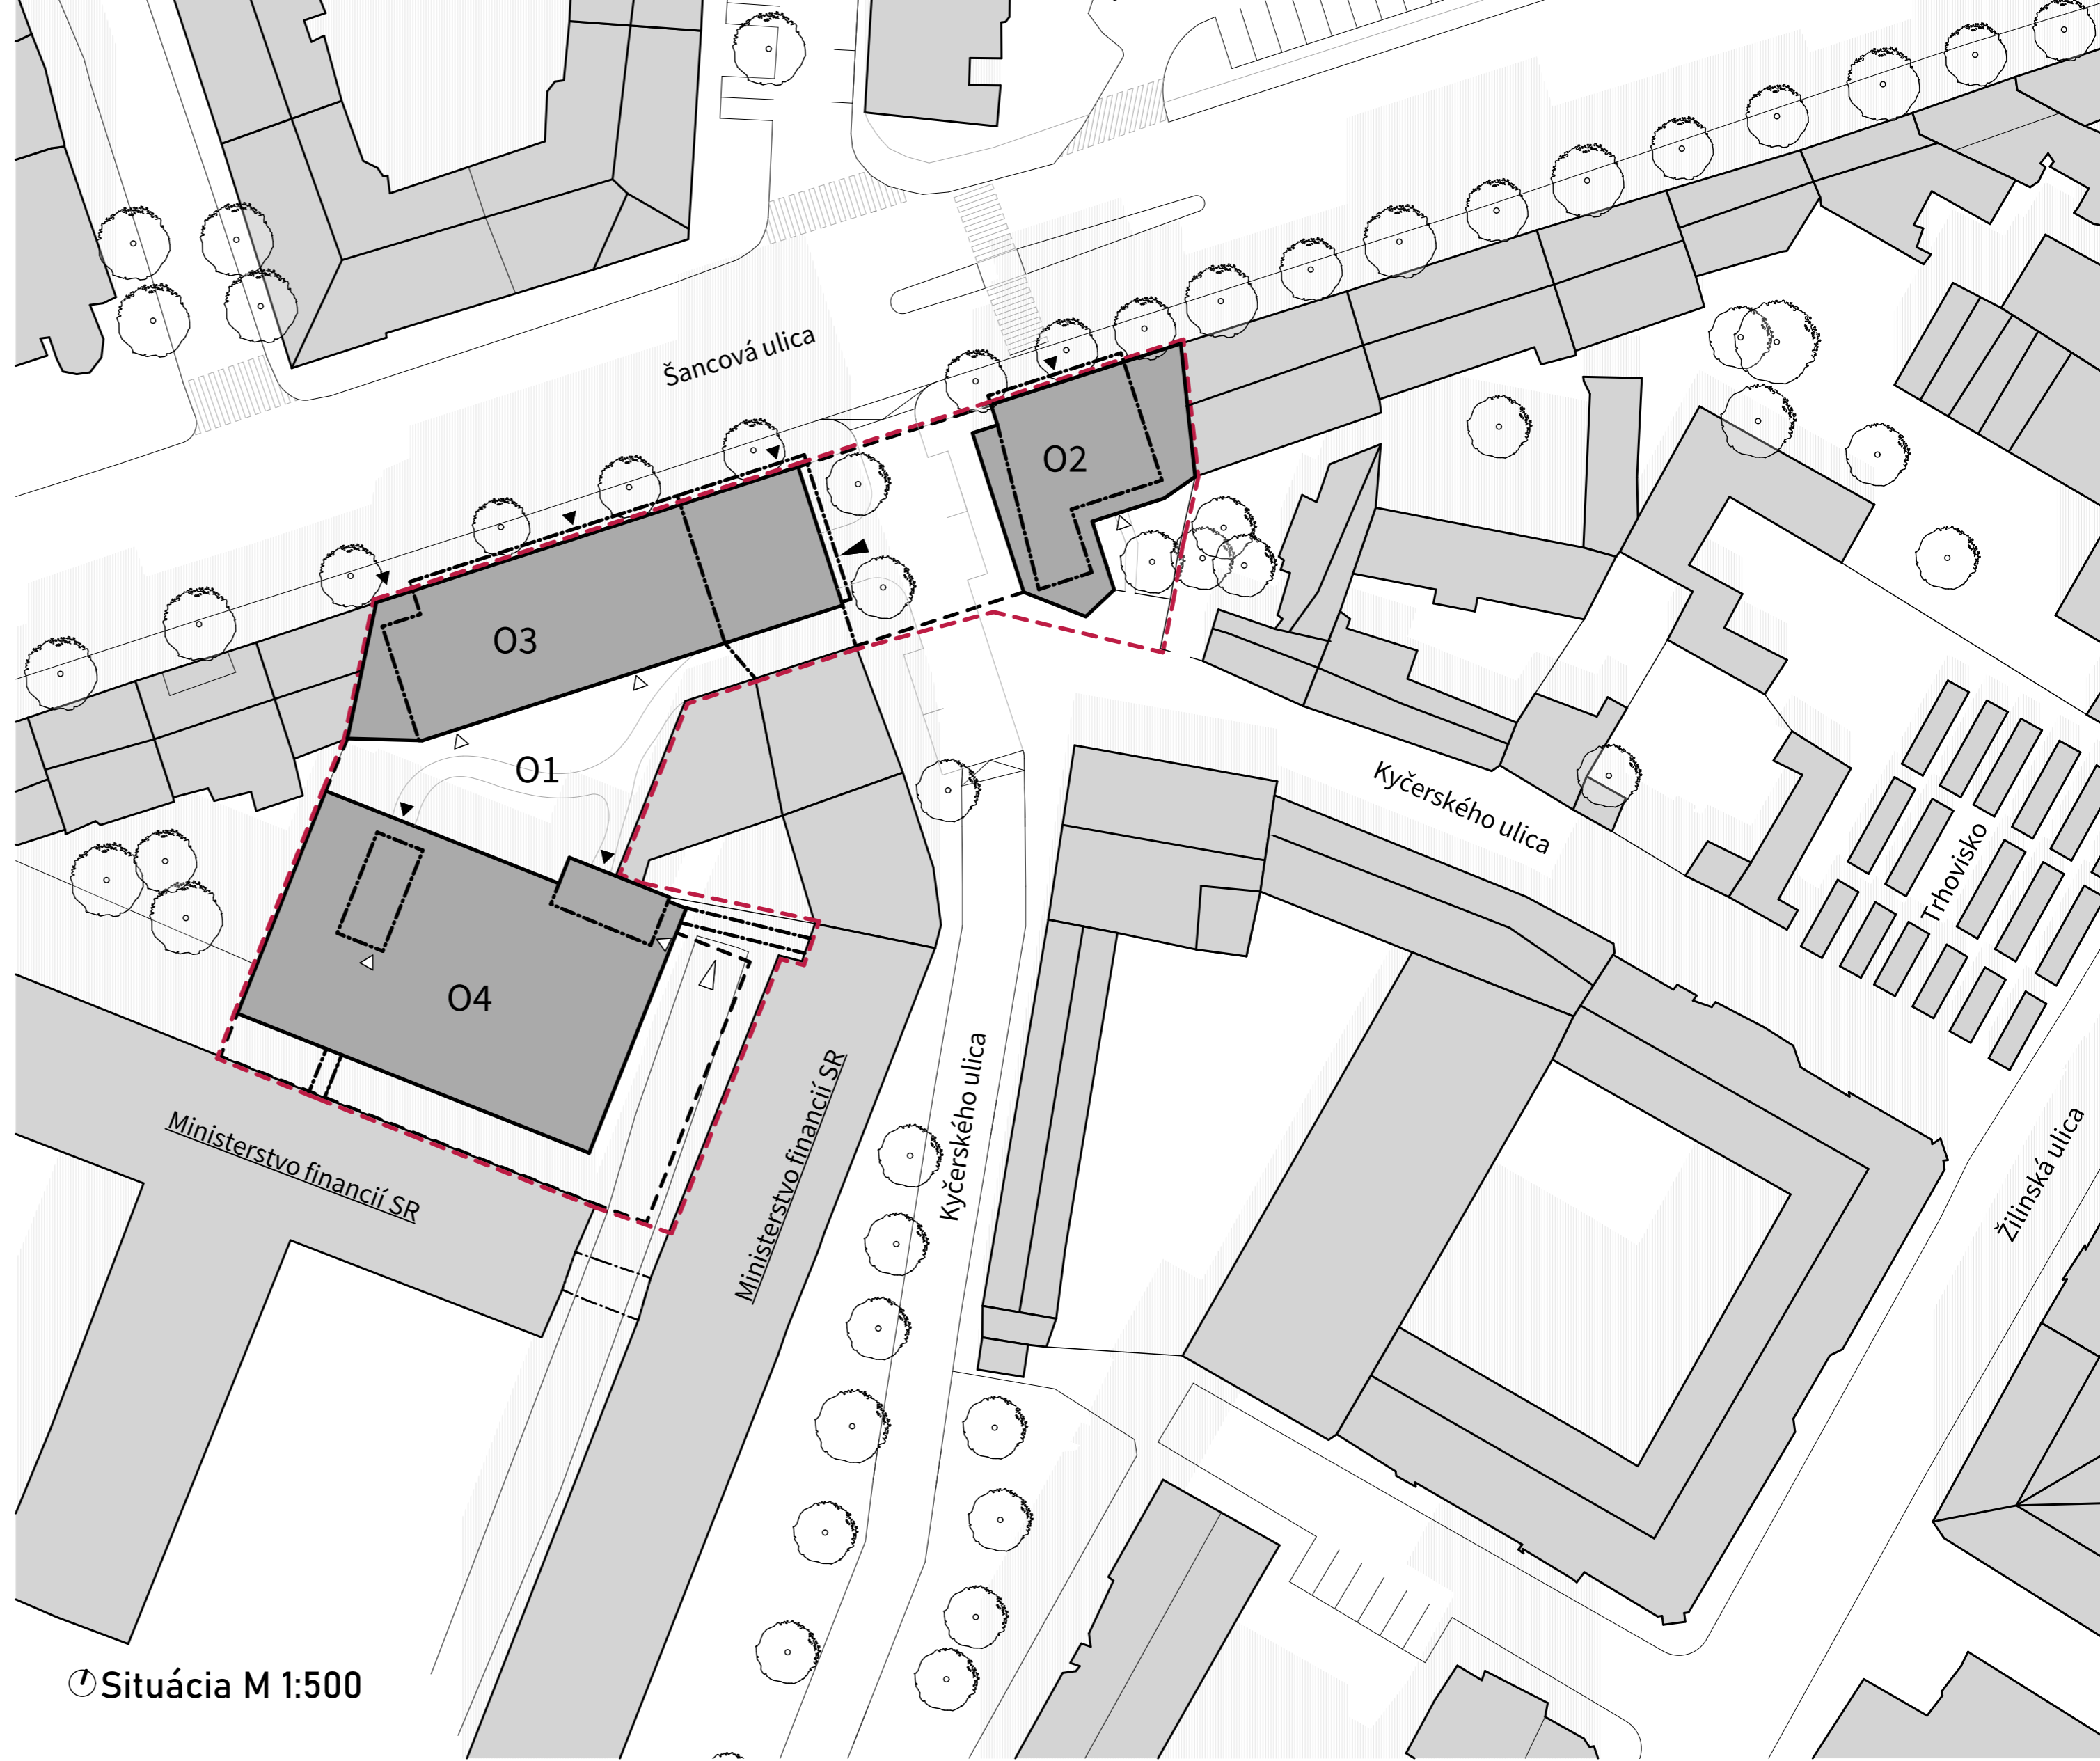 Šancová ulica
O2
O3
O1
Kyčerského ulica
Trhovisko
O4
Ministerstvo financií SR
Ministerstvo financií SR
Kyčerského ulica
Žilinská ulica
Situácia M 1:500